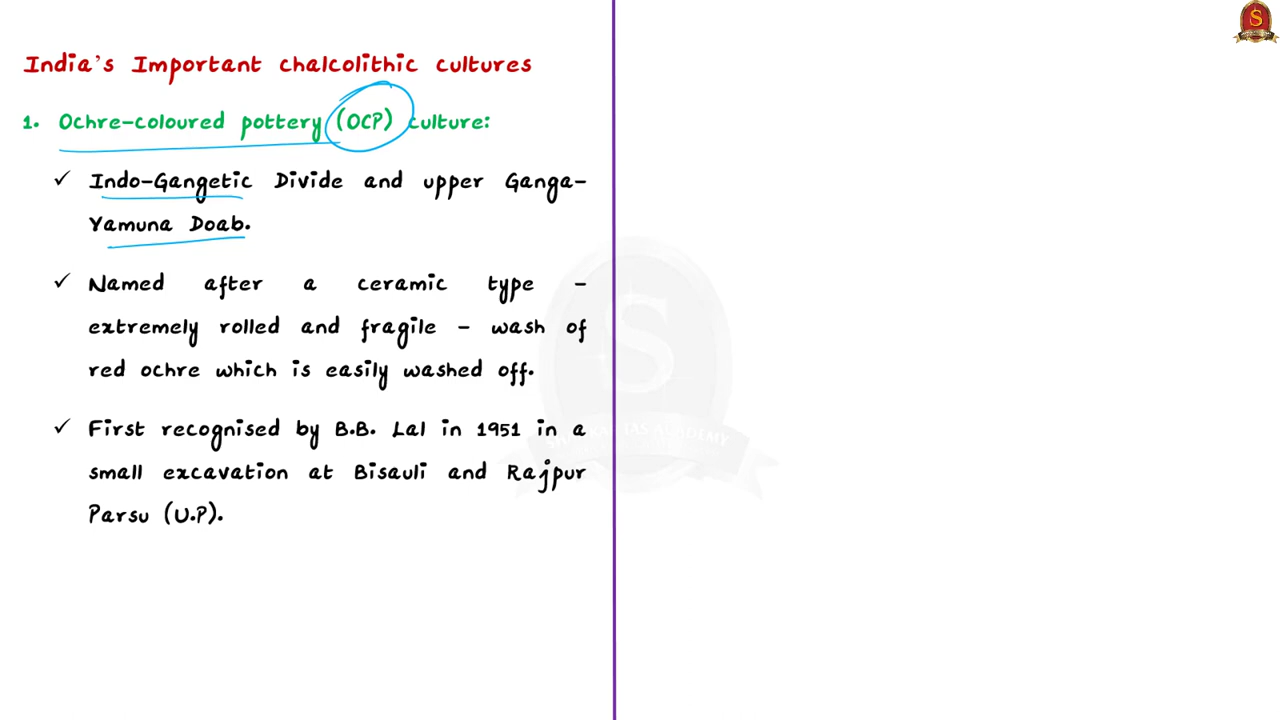 India's Important chalcolithic cultures
1. Ochre-coloured pottery (OCP) culture:
✓ Indo-Gangetic Divide and upper Ganga-
Yamuna Doab.
✓ Named after a ceramic type -
extremely rolled and fragile - wash of
red ochre which is easily washed off.
✓ First recognised by B.B. Lal in 1951 in a
small excavation at Bisauli and Rajpur
Parsu (U.P).
S
S